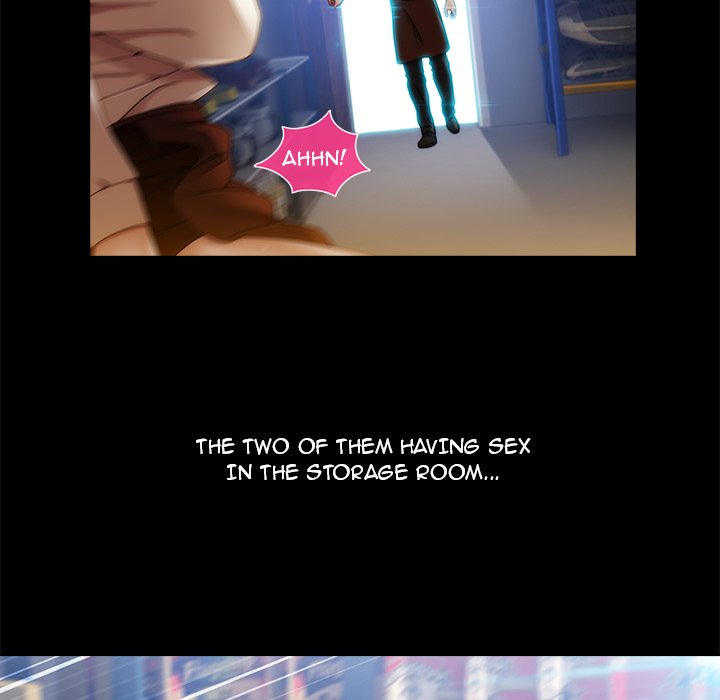 AHHN!
THE TWO OF THEM HAVING SEX
IN THE STORAGE ROOM...